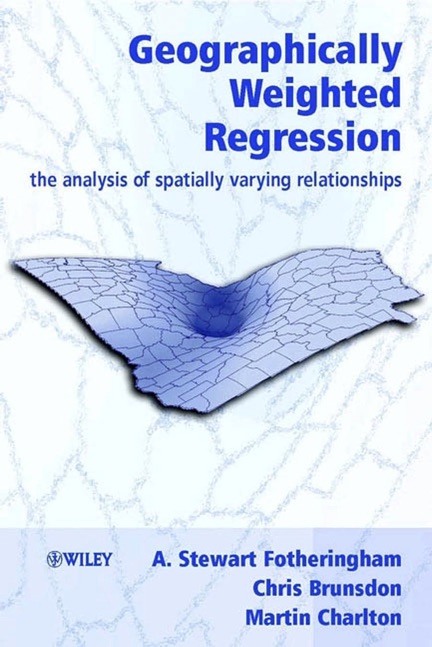 Geographically
Weighted
Regression
the analysis of spatially varying relationships
WILEY
A. Stewart Fotheringham
Chris Brunsdon
Martin Charlton